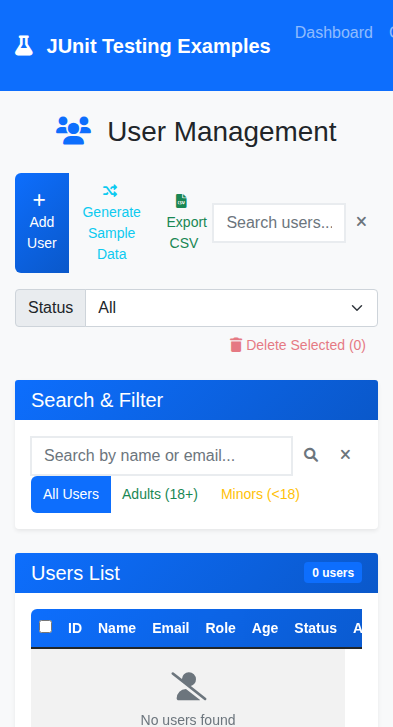 JUnit Testing Examples
Dashboard
User Management
Add
User
Generate
Sample
Data
Export
CSV
Search users...
Status
All
Delete Selected (0)
Search & Filter
Search by name or email...
All Users
Adults (18+)
Minors (<18)
Users List
0 users
ID Name Email Role Age Status A
No users found